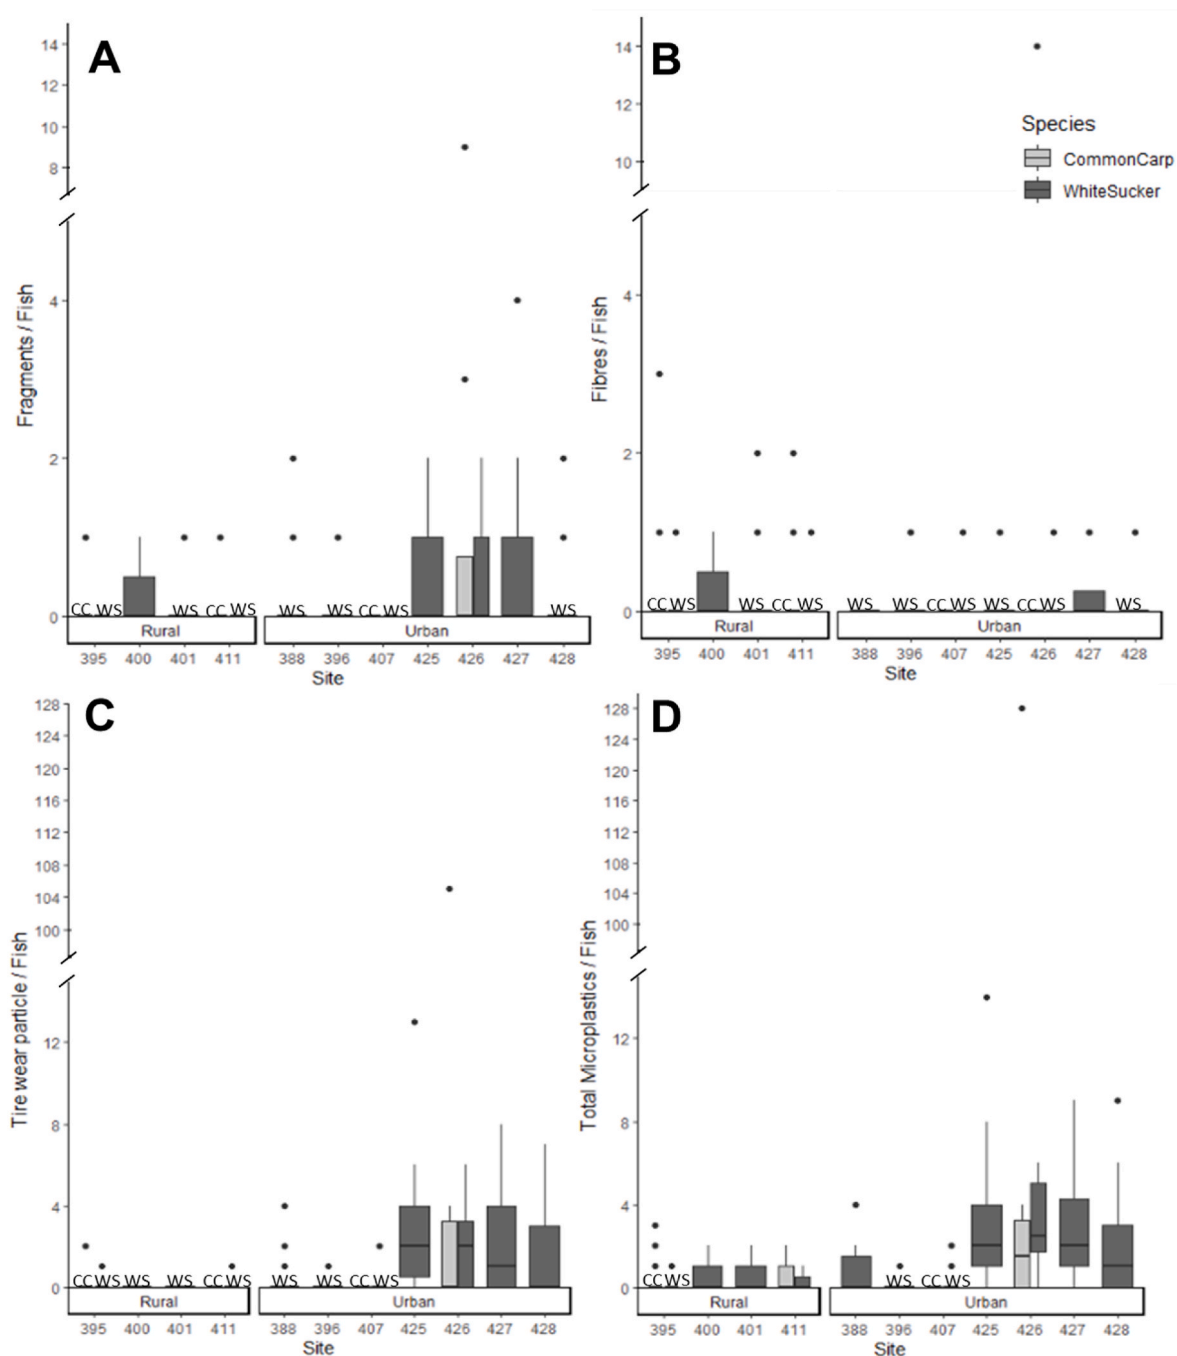 A
14
12
10
8
4
2
0
Fragments / Fish
CC WS WS CC WS WS WS CC WS WS
Rural Urban
395 400 401 411 388 396 407 425 426 427 428
Site
B
14
12
10
4
2
0
Fibres / Fish
Species
CommonCarp
WhiteSucker
CC WS WS CC WS WS WS CC WS WS CC WS WS
Rural Urban
395 400 401 411 388 396 407 425 426 427 428
Site
C
128
124
120
116
112
108
104
100
12
8
4
0
Tire wear particle / Fish
CC WS WS WS CC WS WS WS CC WS
Rural Urban
395 400 401 411 388 396 407 425 426 427 428
Site
D
128
124
120
116
112
108
104
100
12
8
4
0
Total Microplastics / Fish
CC WS WS CC WS
Rural Urban
395 400 401 411 388 396 407 425 426 427 428
Site